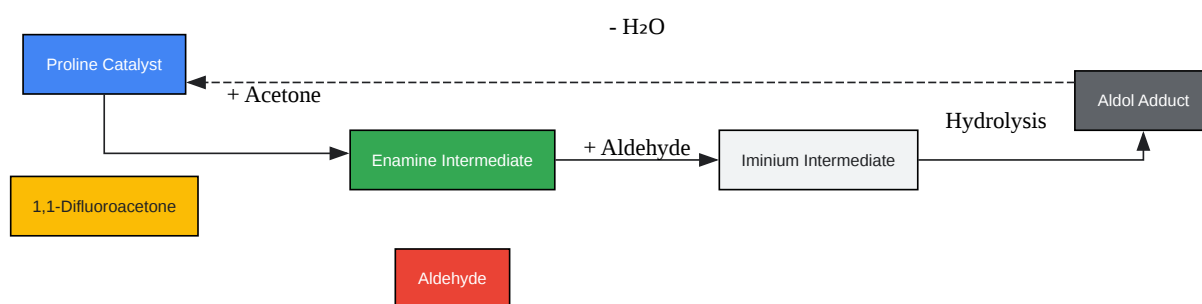 - H₂O
Proline Catalyst
+ Acetone
Aldol Adduct
Hydrolysis
Enamine Intermediate
+ Aldehyde
Iminium Intermediate
1,1-Difluoroacetone
Aldehyde